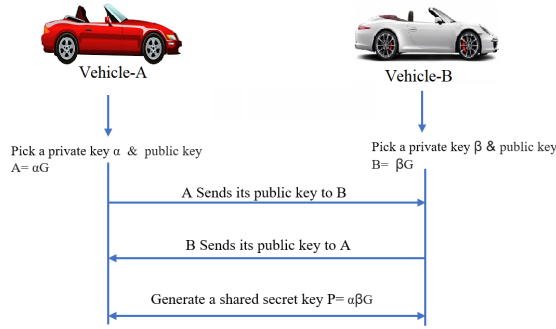 Vehicle-A
Vehicle-B
Pick a private key α & public key
A= αG
Pick a private key β & public key
B= βG
A Sends its public key to B
B Sends its public key to A
Generate a shared secret key P= αβG